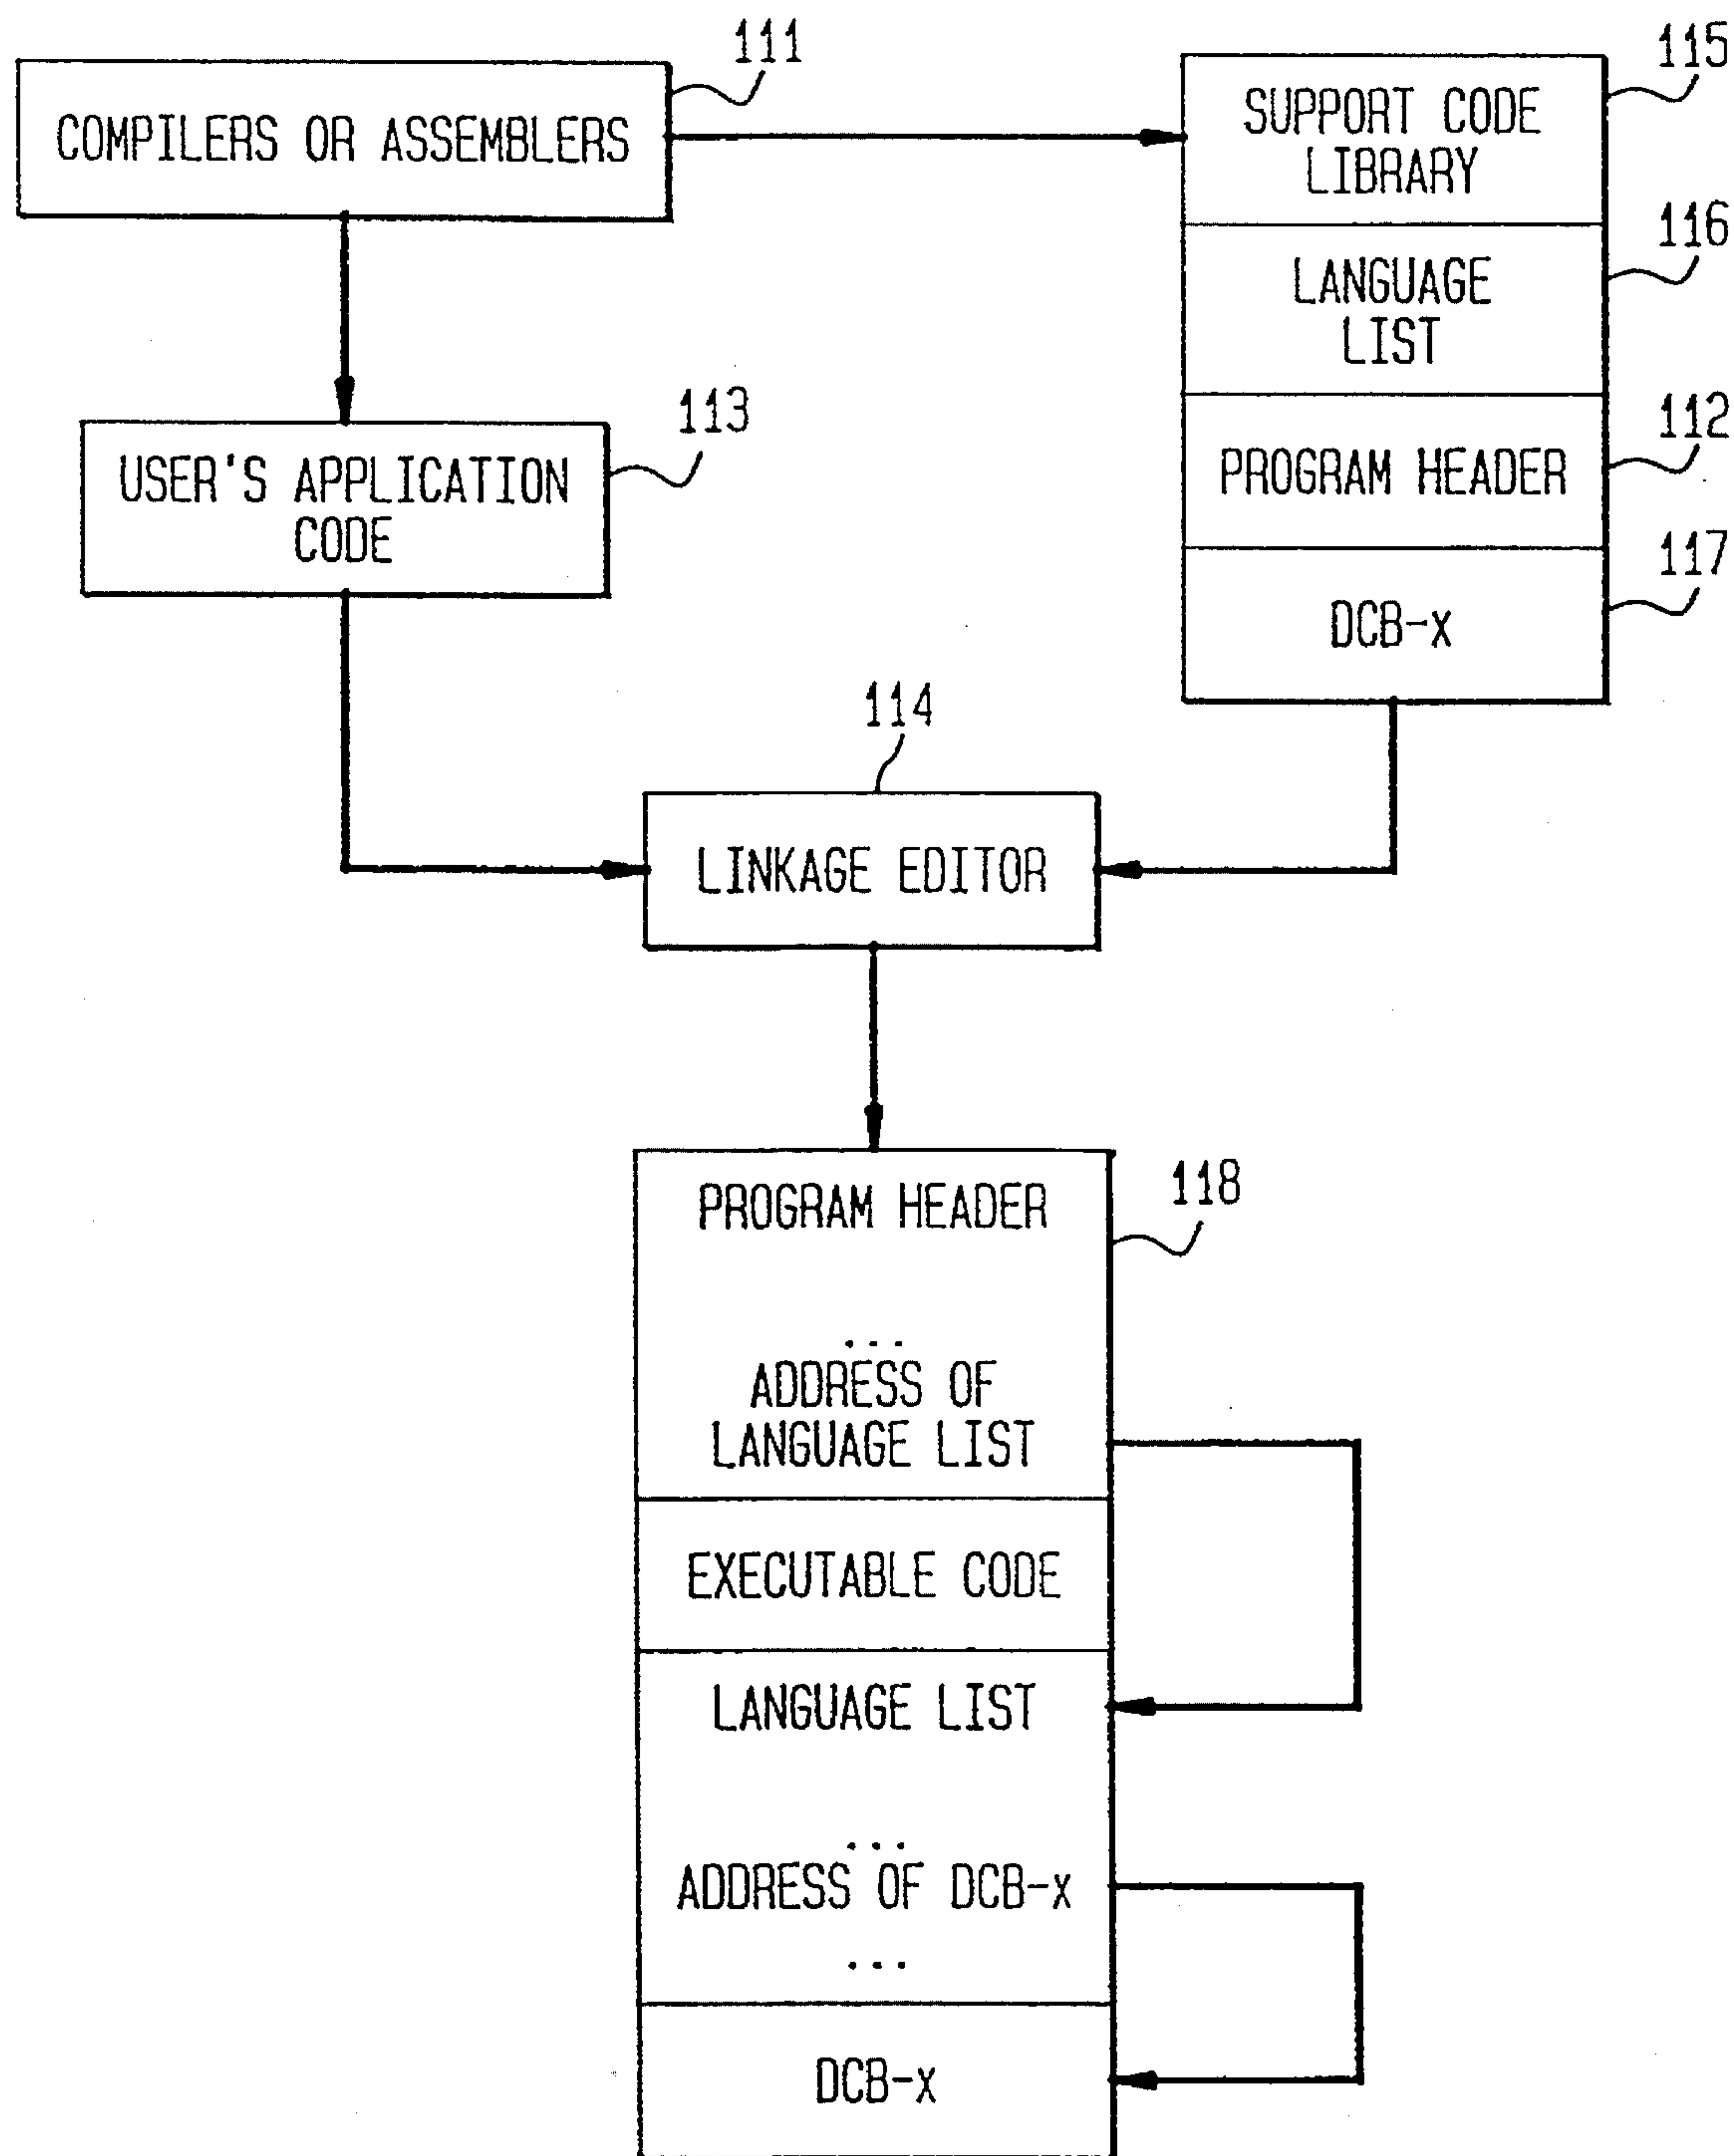 111
COMPILERS OR ASSEMBLERS
115
SUPPORT CODE
LIBRARY
116
LANGUAGE
LIST
113
USER'S APPLICATION
CODE
112
PROGRAM HEADER
117
DCB-x
114
LINKAGE EDITOR
118
PROGRAM HEADER
...
ADDRESS OF
LANGUAGE LIST
EXECUTABLE CODE
LANGUAGE LIST
...
ADDRESS OF DCB-x
...
DCB-x